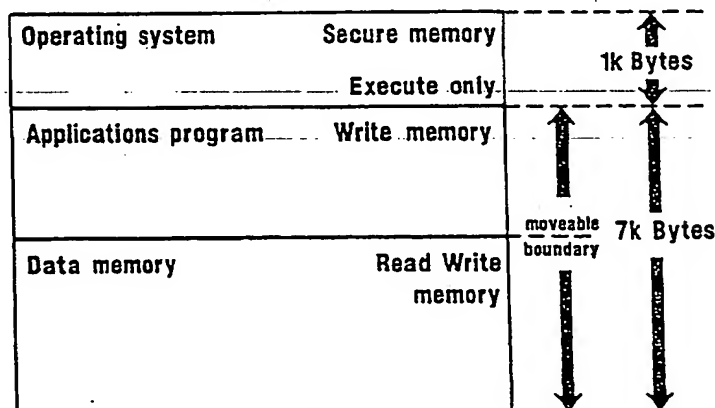 Operating system Secure memory
1k Bytes
Execute only
Applications program Write memory
moveable
boundary
7k Bytes
Data memory Read Write
memory